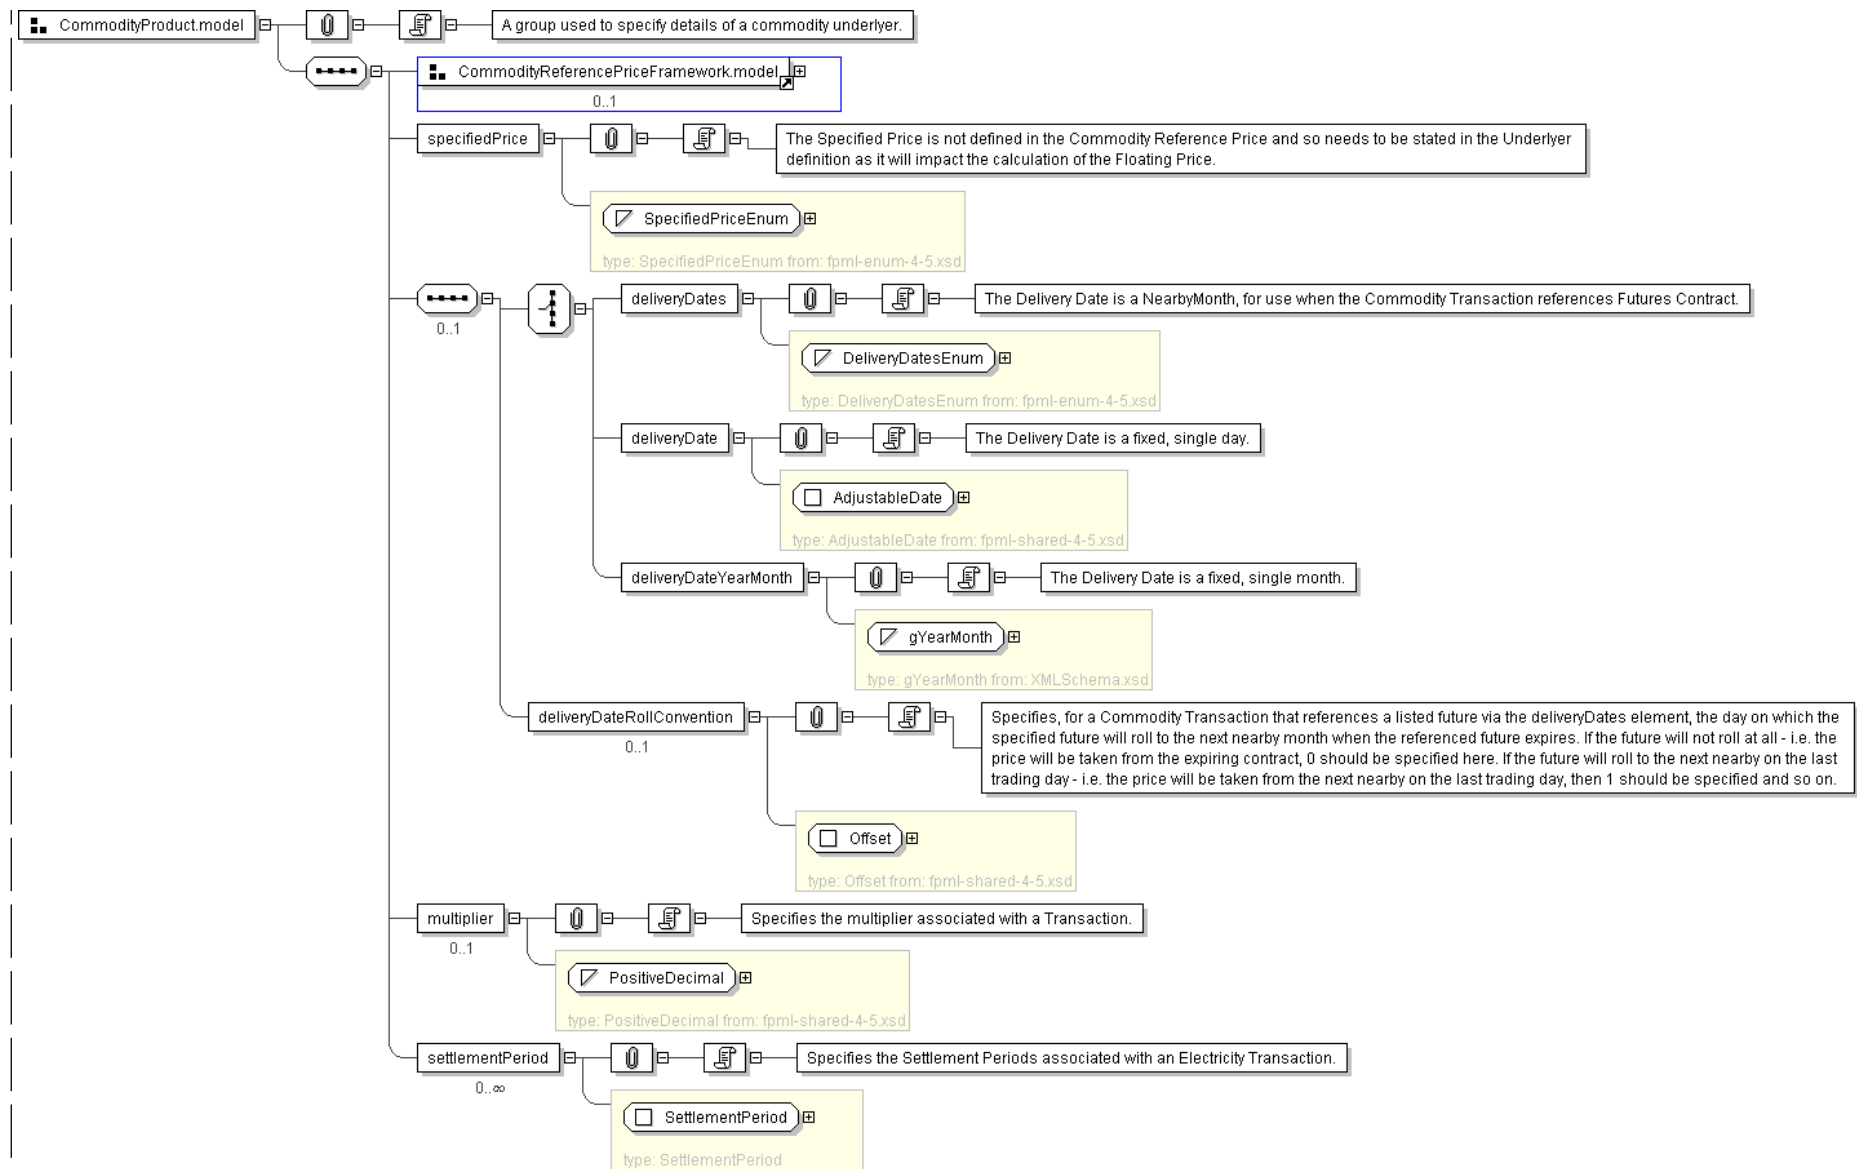 CommodityProduct.model
A group used to specify details of a commodity underlyer.
CommodityReferencePriceFramework.model
0..1
specifiedPrice
The Specified Price is not defined in the Commodity Reference Price and so needs to be stated in the Underlyer
definition as it will impact the calculation of the Floating Price.
SpecifiedPriceEnum
type: SpecifiedPriceEnum from: fpml-enum-4-5.xsd
0..1
deliveryDates
The Delivery Date is a NearbyMonth, for use when the Commodity Transaction references Futures Contract.
DeliveryDatesEnum
type: DeliveryDatesEnum from: fpml-enum-4-5.xsd
deliveryDate
The Delivery Date is a fixed, single day.
AdjustableDate
type: AdjustableDate from: fpml-shared-4-5.xsd
deliveryDateYearMonth
The Delivery Date is a fixed, single month.
gYearMonth
type: gYearMonth from: XMLSchema.xsd
deliveryDateRollConvention
0..1
Specifies, for a Commodity Transaction that references a listed future via the deliveryDates element, the day on which the
specified future will roll to the next nearby month when the referenced future expires. If the future will not roll at all - i.e. the
price will be taken from the expiring contract, 0 should be specified here. If the future will roll to the next nearby on the last
trading day - i.e. the price will be taken from the next nearby on the last trading day, then 1 should be specified and so on.
Offset
type: Offset from: fpml-shared-4-5.xsd
multiplier
0..1
Specifies the multiplier associated with a Transaction.
PositiveDecimal
type: PositiveDecimal from: fpml-shared-4-5.xsd
settlementPeriod
0..∞
Specifies the Settlement Periods associated with an Electricity Transaction.
SettlementPeriod
type: SettlementPeriod